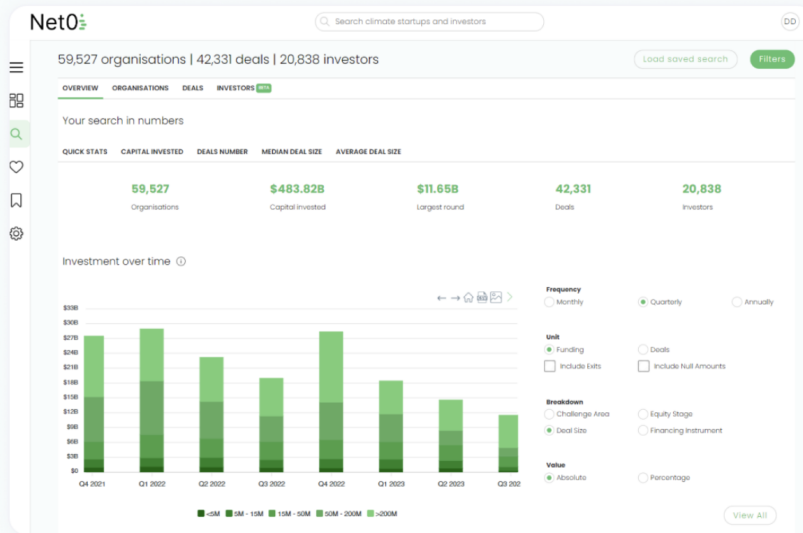 Net0
Search climate startups and investors
DD
59,527 organisations | 42,331 deals | 20,838 investors
Load saved search
Filters
OVERVIEW ORGANISATIONS DEALS INVESTORS BETA
Your search in numbers
QUICK STATS CAPITAL INVESTED DEALS NUMBER MEDIAN DEAL SIZE AVERAGE DEAL SIZE
59,527 $483.82B $11.65B 42,331 20,838
Organisations Capital invested Largest round Deals Investors
Investment over time
$33B
$30B
$27B
$24B
$21B
$18B
$15B
$12B
$9B
$6B
$3B
$0
Q4 2021 Q1 2022 Q2 2022 Q3 2022 Q4 2022 Q1 2023 Q2 2023 Q3 202
<5M 5M - 15M 15M - 50M 50M - 200M >200M
Frequency
Monthly Quarterly Annually
Unit
Funding Deals
Include Exits Include Null Amounts
Breakdown
Challenge Area Equity Stage
Deal Size Financing Instrument
Value
Absolute Percentage
View All